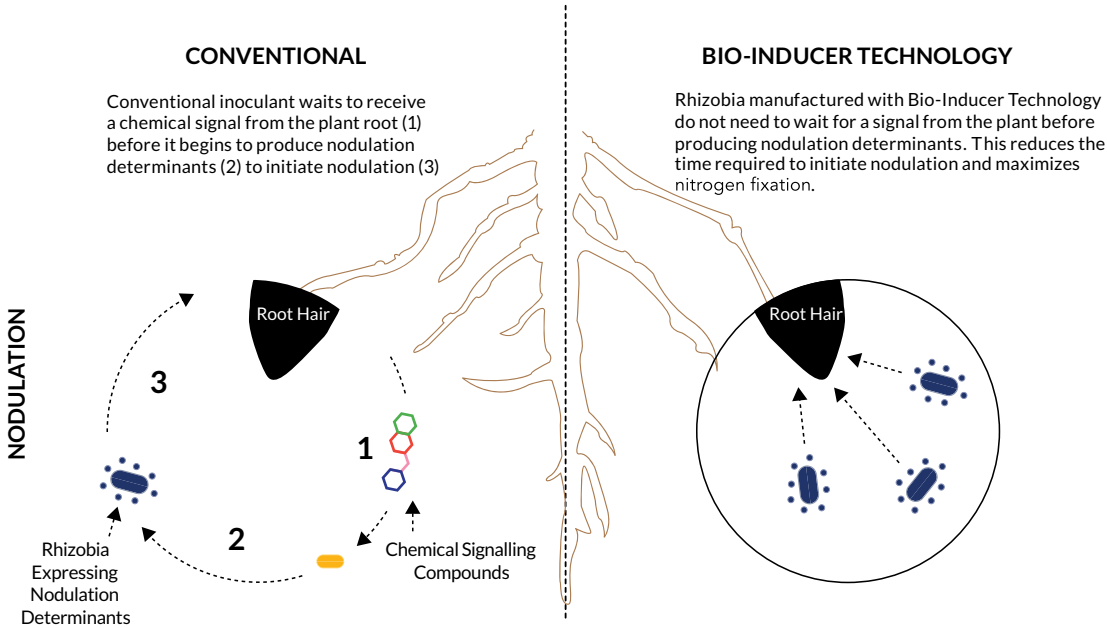 CONVENTIONAL
Conventional inoculant waits to receive
a chemical signal from the plant root (1)
before it begins to produce nodulation
determinants (2) to initiate nodulation (3)
BIO-INDUCER TECHNOLOGY
Rhizobia manufactured with Bio-Inducer Technology
do not need to wait for a signal from the plant before
producing nodulation determinants. This reduces the
time required to initiate nodulation and maximizes
nitrogen fixation.
NODULATION
Root Hair
3
1
2
Rhizobia
Expressing
Nodulation
Determinants
Chemical Signalling
Compounds
Root Hair